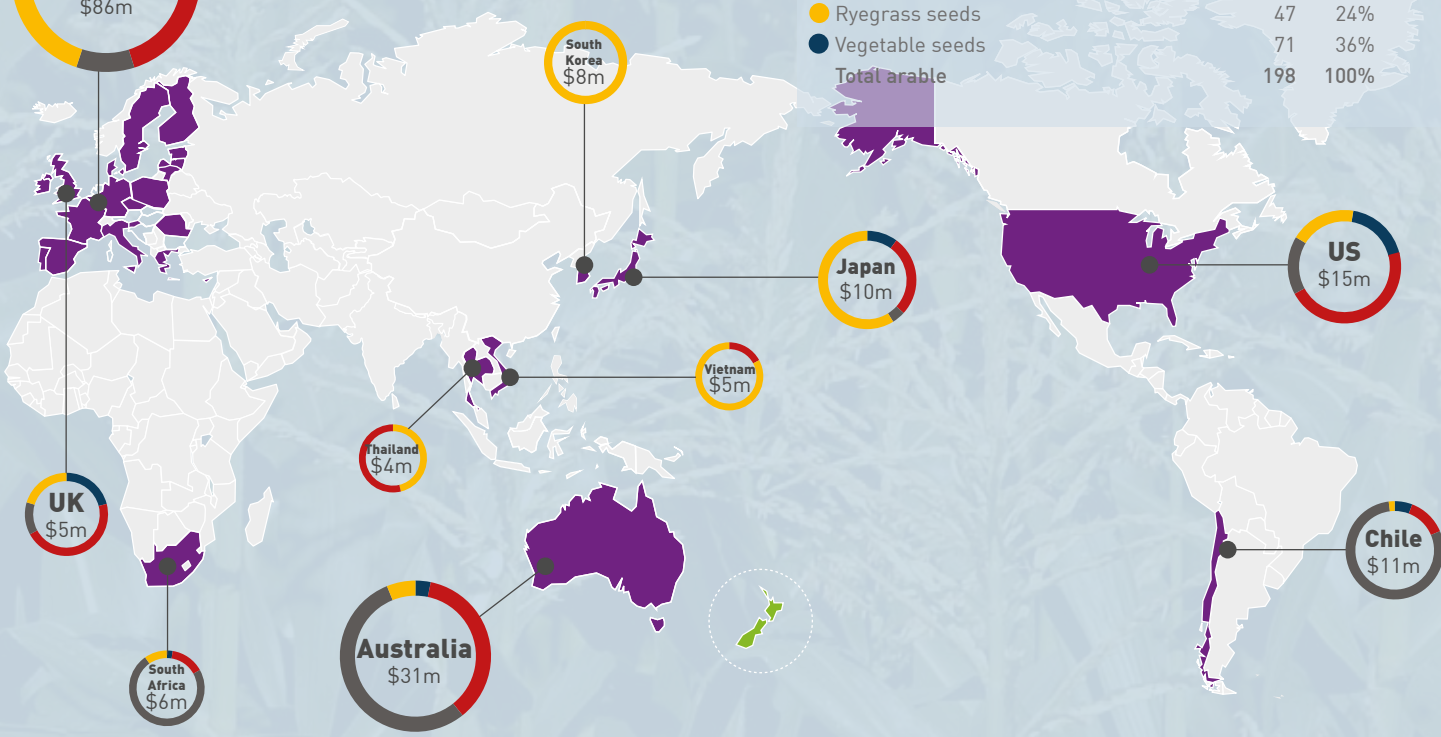 $86m
Ryegrass seeds 47 24%
Vegetable seeds 71 36%
Total arable 198 100%
South
Korea
$8m
Japan
$10m
US
$15m
Vietnam
$5m
Thailand
$4m
UK
$5m
Chile
$11m
Australia
$31m
South
Africa
$6m